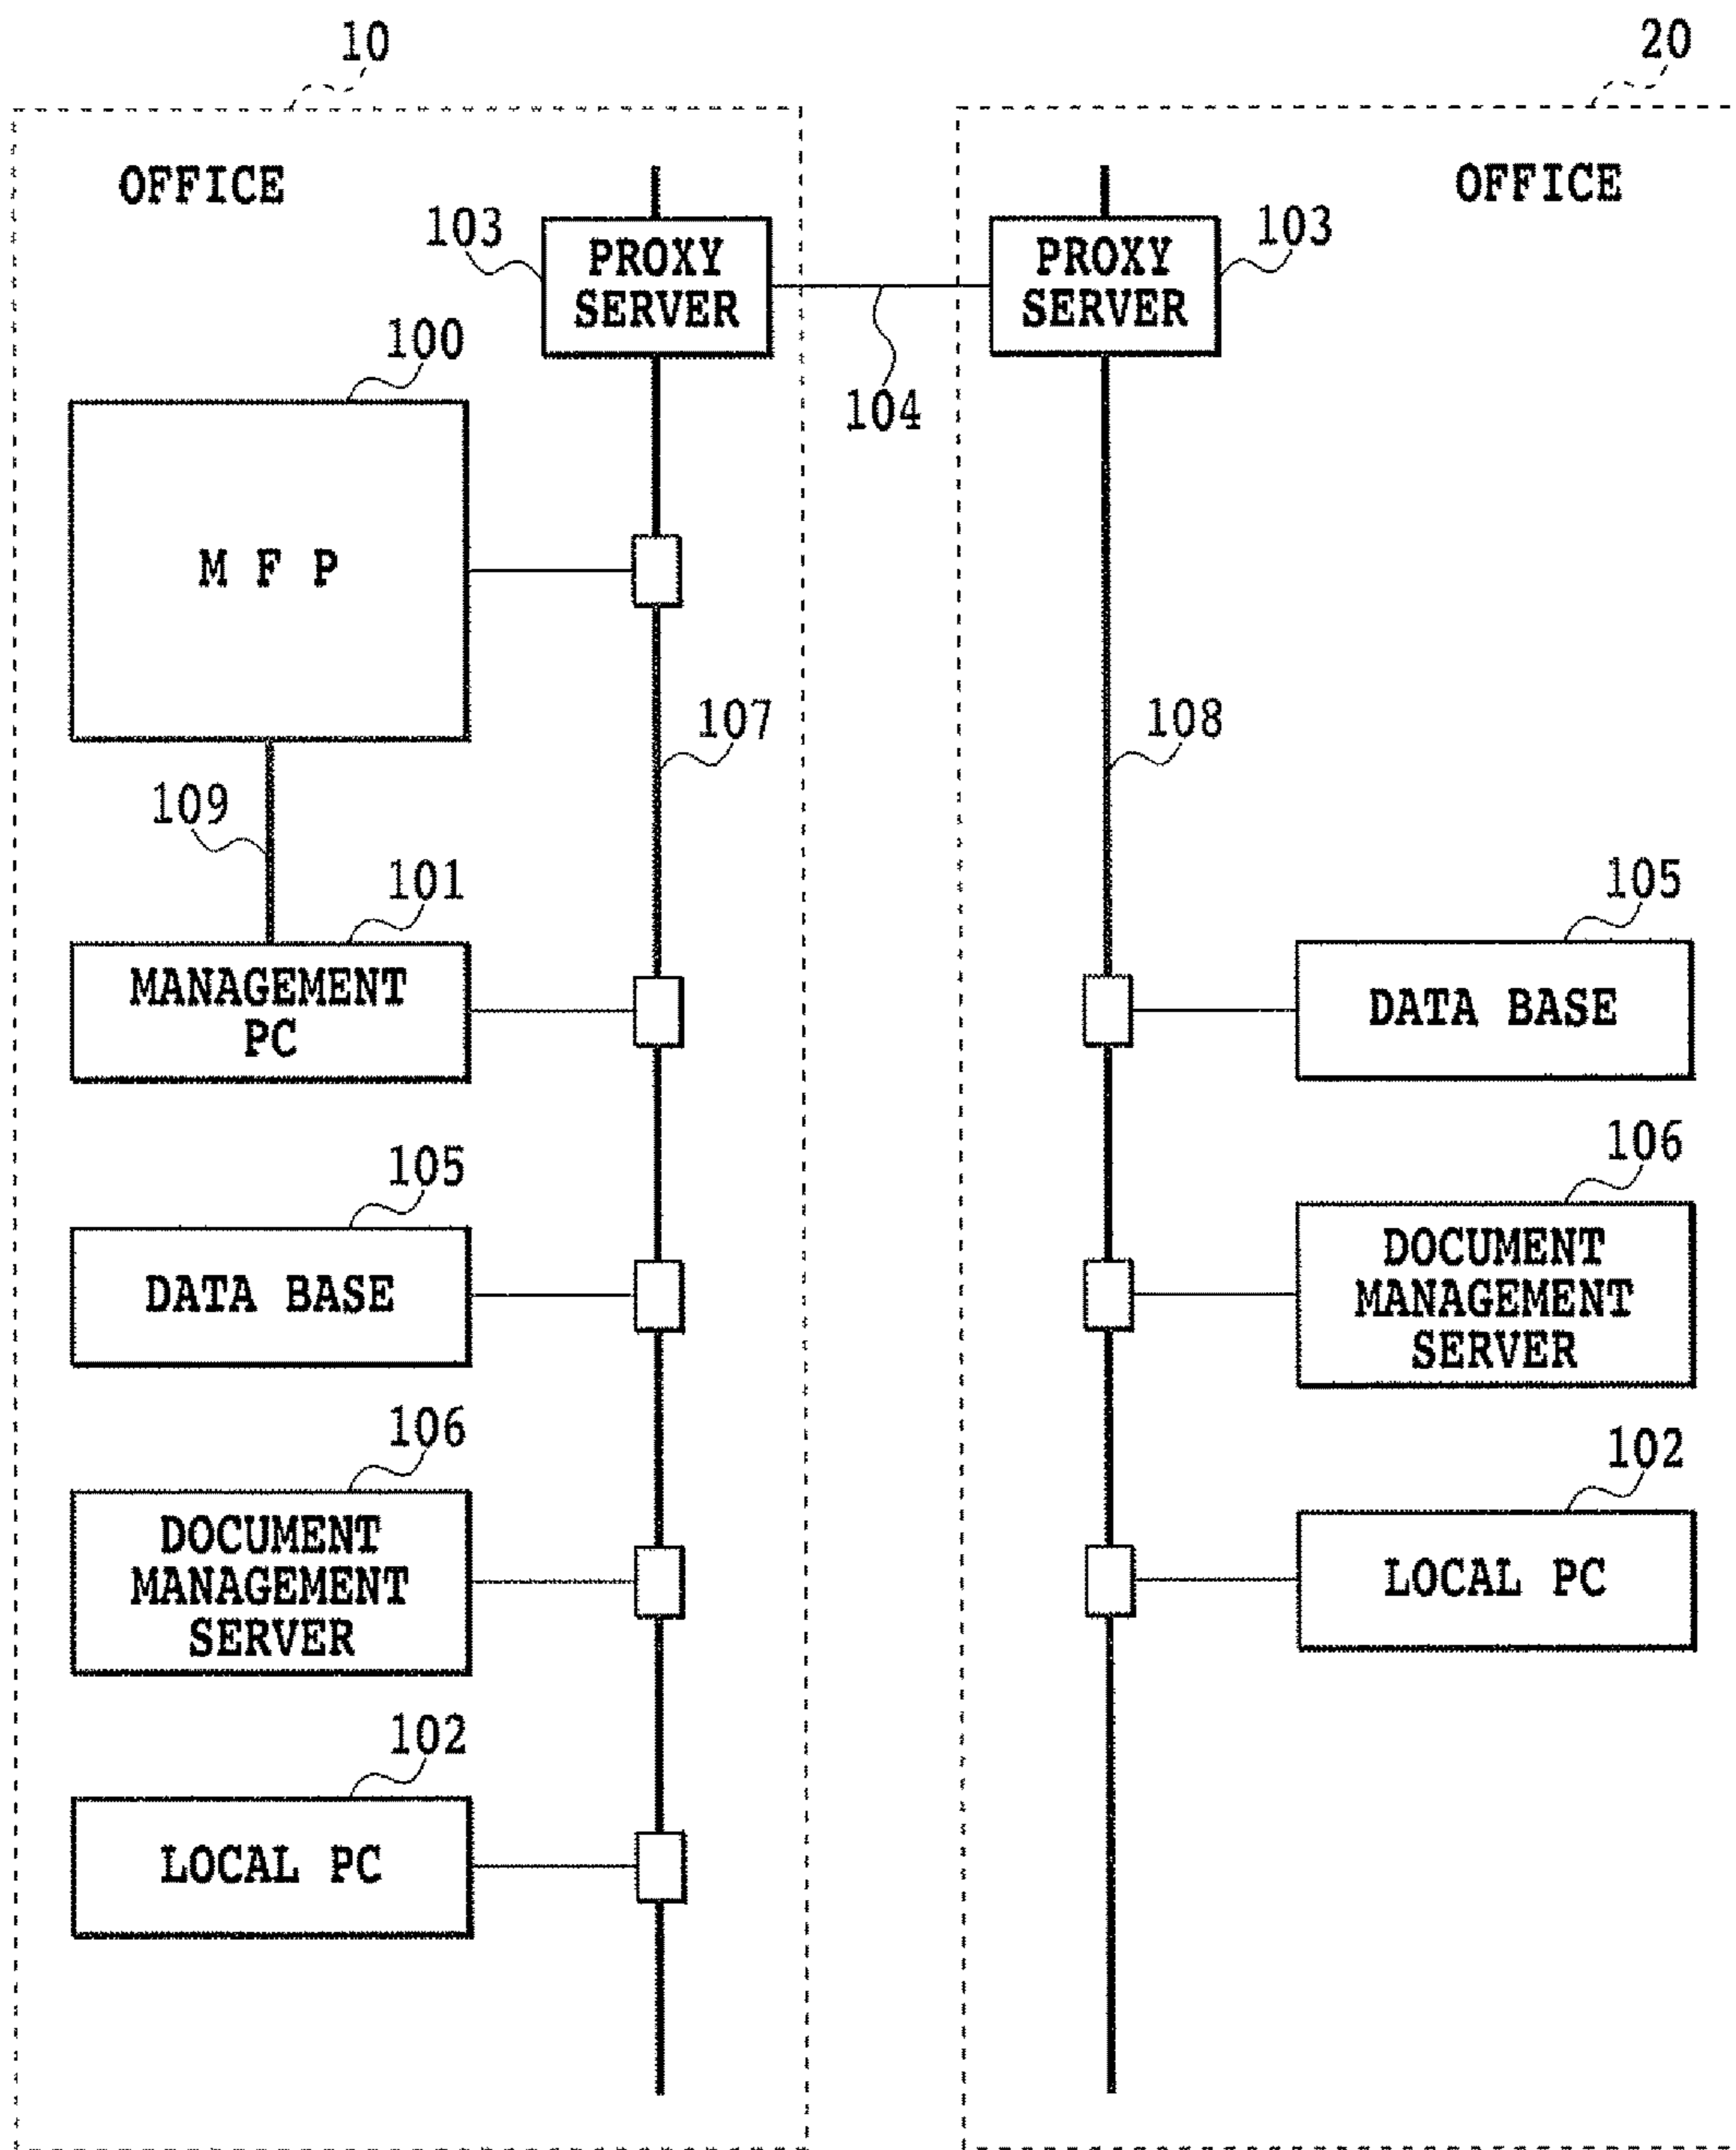 10
20
OFFICE
OFFICE
103
PROXY
SERVER
PROXY
SERVER
103
104
100
M F P
107
108
109
101
MANAGEMENT
PC
105
DATA BASE
105
DATA BASE
106
DOCUMENT
MANAGEMENT
SERVER
106
DOCUMENT
MANAGEMENT
SERVER
102
LOCAL PC
102
LOCAL PC